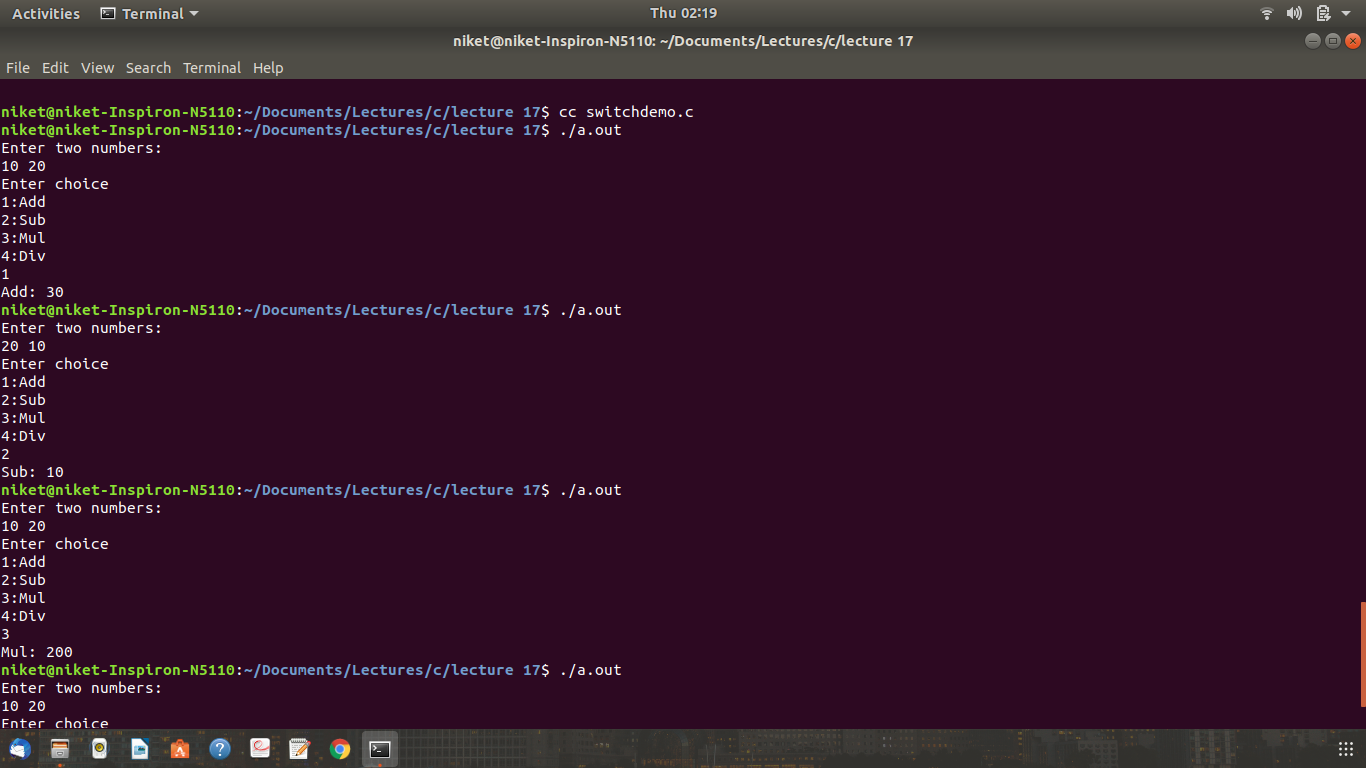 Activities Terminal Thu 02:19
niket@niket-Inspiron-N5110: ~/Documents/Lectures/c/lecture 17
File Edit View Search Terminal Help
niket@niket-Inspiron-N5110:~/Documents/Lectures/c/lecture 17$ cc switchdemo.c
niket@niket-Inspiron-N5110:~/Documents/Lectures/c/lecture 17$ ./a.out
Enter two numbers:
10 20
Enter choice
1:Add
2:Sub
3:Mul
4:Div
1
Add: 30
niket@niket-Inspiron-N5110:~/Documents/Lectures/c/lecture 17$ ./a.out
Enter two numbers:
20 10
Enter choice
1:Add
2:Sub
3:Mul
4:Div
2
Sub: 10
niket@niket-Inspiron-N5110:~/Documents/Lectures/c/lecture 17$ ./a.out
Enter two numbers:
10 20
Enter choice
1:Add
2:Sub
3:Mul
4:Div
3
Mul: 200
niket@niket-Inspiron-N5110:~/Documents/Lectures/c/lecture 17$ ./a.out
Enter two numbers:
10 20
Enter choice